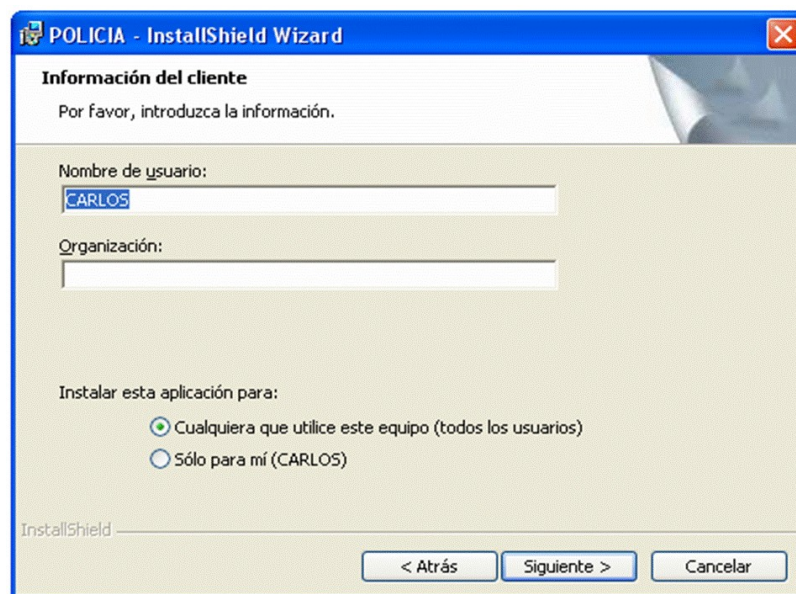 POLICIA - InstallShield Wizard
Información del cliente
Por favor, introduzca la información.
Nombre de usuario:
CARLOS
Organización:
Instalar esta aplicación para:
Cualquiera que utilice este equipo (todos los usuarios)
Sólo para mí (CARLOS)
InstallShield
< Atrás Siguiente > Cancelar